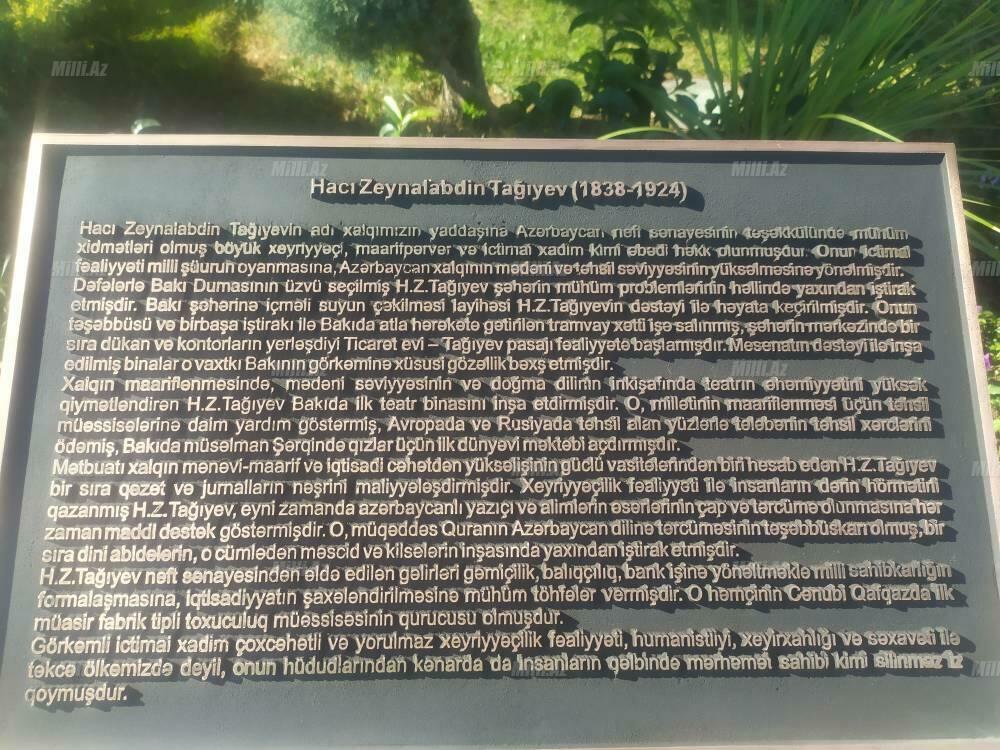 Hacı Zeynalabdin Tağıyev (1838-1924)
Hacı Zeynalabdin Tağıyevin adı xalqımızın yaddaşına Azərbaycan neft sənayesinin təşəkkülündə mühüm
xidmətləri olmuş böyük xeyriyyəçi, maarifpərvər və ictimai xadim kimi əbədi həkk olunmuşdur. Onun ictimai
fəaliyyəti milli şüurun oyanmasına, Azərbaycan xalqının mədəni və təhsil səviyyəsinin yüksəlməsinə yönəlmişdir.
Dəfələrlə Bakı Dumasının üzvü seçilmiş H.Z.Tağıyev şəhərin mühüm problemlərinin həllində yaxından iştirak
etmişdir. Bakı şəhərinə içməli suyun çəkilməsi layihəsi H.Z.Tağıyevin dəstəyi ilə həyata keçirilmişdir. Onun
təşəbbüsü və birbaşa iştirakı ilə Bakıda atla hərəkətə gətirilən tramvay xətti işə salınmış, şəhərin mərkəzində bir
sıra dükan və kontorların yerləşdiyi Ticarət evi – Tağıyev pasajı fəaliyyətə başlamışdır. Mesenatın dəstəyi ilə inşa
edilmiş binalar o vaxtkı Bakının görkəminə xüsusi gözəllik bəxş etmişdir.
Xalqın maariflənməsində, mədəni səviyyəsinin və doğma dilinin inkişafında teatrın əhəmiyyətini yüksək
qiymətləndirən H.Z.Tağıyev Bakıda ilk teatr binasını inşa etdirmişdir. O, millətinin maariflənməsi üçün təhsil
müəssisələrinə daim yardım göstərmiş, Avropada və Rusiyada təhsil alan yüzlərlə tələbənin təhsil xərclərini
ödəmiş, Bakıda müsəlman Şərqində qızlar üçün ilk dünyəvi məktəbi açdırmışdır.
Mətbuatı xalqın mənəvi-maarif və iqtisadi cəhətdən yüksəlişinin güclü vasitələrindən biri hesab edən H.Z.Tağıyev
bir sıra qəzet və jurnalların nəşrini maliyyələşdirmişdir. Xeyriyyəçilik fəaliyyəti ilə insanların dərin hörmətini
qazanmış H.Z.Tağıyev, eyni zamanda azərbaycanlı yazıçı və alimlərin əsərlərinin çap və tərcümə olunmasına hər
zaman maddi dəstək göstərmişdir. O, müqəddəs Quranın Azərbaycan dilinə tərcüməsinin təşəbbüskarı olmuş, bir
sıra dini abidələrin, o cümlədən məscid və kilsələrin inşasında yaxından iştirak etmişdir.
H.Z.Tağıyev neft sənayesindən əldə edilən gəlirləri gəmiçilik, balıqçılıq, bank işinə yönəltməklə milli sahibkarlığın
formalaşmasına, iqtisadiyyatın şaxələndirilməsinə mühüm töhfələr vermişdir. O həmçinin Cənubi Qafqazda ilk
müasir fabrik tipli toxuculuq müəssisəsinin qurucusu olmuşdur.
Görkəmli ictimai xadim çoxcəhətli və yorulmaz xeyriyyəçilik fəaliyyəti, humanistliyi, xeyirxahlığı və səxavəti ilə
təkcə ölkəmizdə deyil, onun hüdudlarından kənarda da insanların qəlbində mərhəmət sahibi kimi silinməz iz
qoymuşdur.
Milli.Az